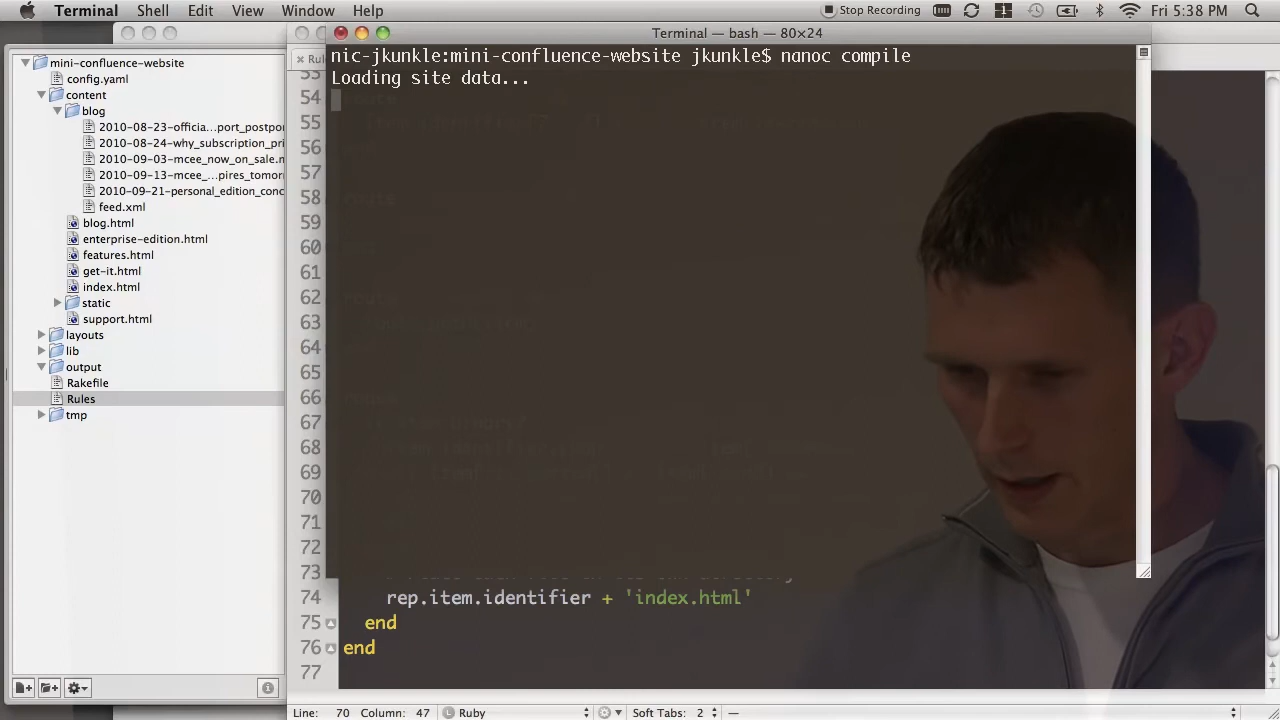 Terminal Shell Edit View Window Help
Stop Recording
Fri 5:38 PM
Terminal — bash — 80×24
nic-jkunkle:mini-confluence-website jkunkle$ nanoc compile
Loading site data...
mini-confluence-website
config.yaml
content
blog
2010-08-23-officia...port_postpor
2010-08-24-why_subscription_pri
2010-09-03-mcee_now_on_sale.m
2010-09-13-mcee_...pires_tomorr
2010-09-21-personal_edition_conc
feed.xml
blog.html
enterprise-edition.html
features.html
get-it.html
index.html
static
support.html
layouts
lib
output
Rakefile
Rules
tmp
54
55
56
57
58
59
60
61
62
63
64
65
66
67
68
69
70
71
72
73
74 rep.item.identifier + 'index.html'
75 end
76 end
77
Line: 70 Column: 47 Ruby Soft Tabs: 2 —